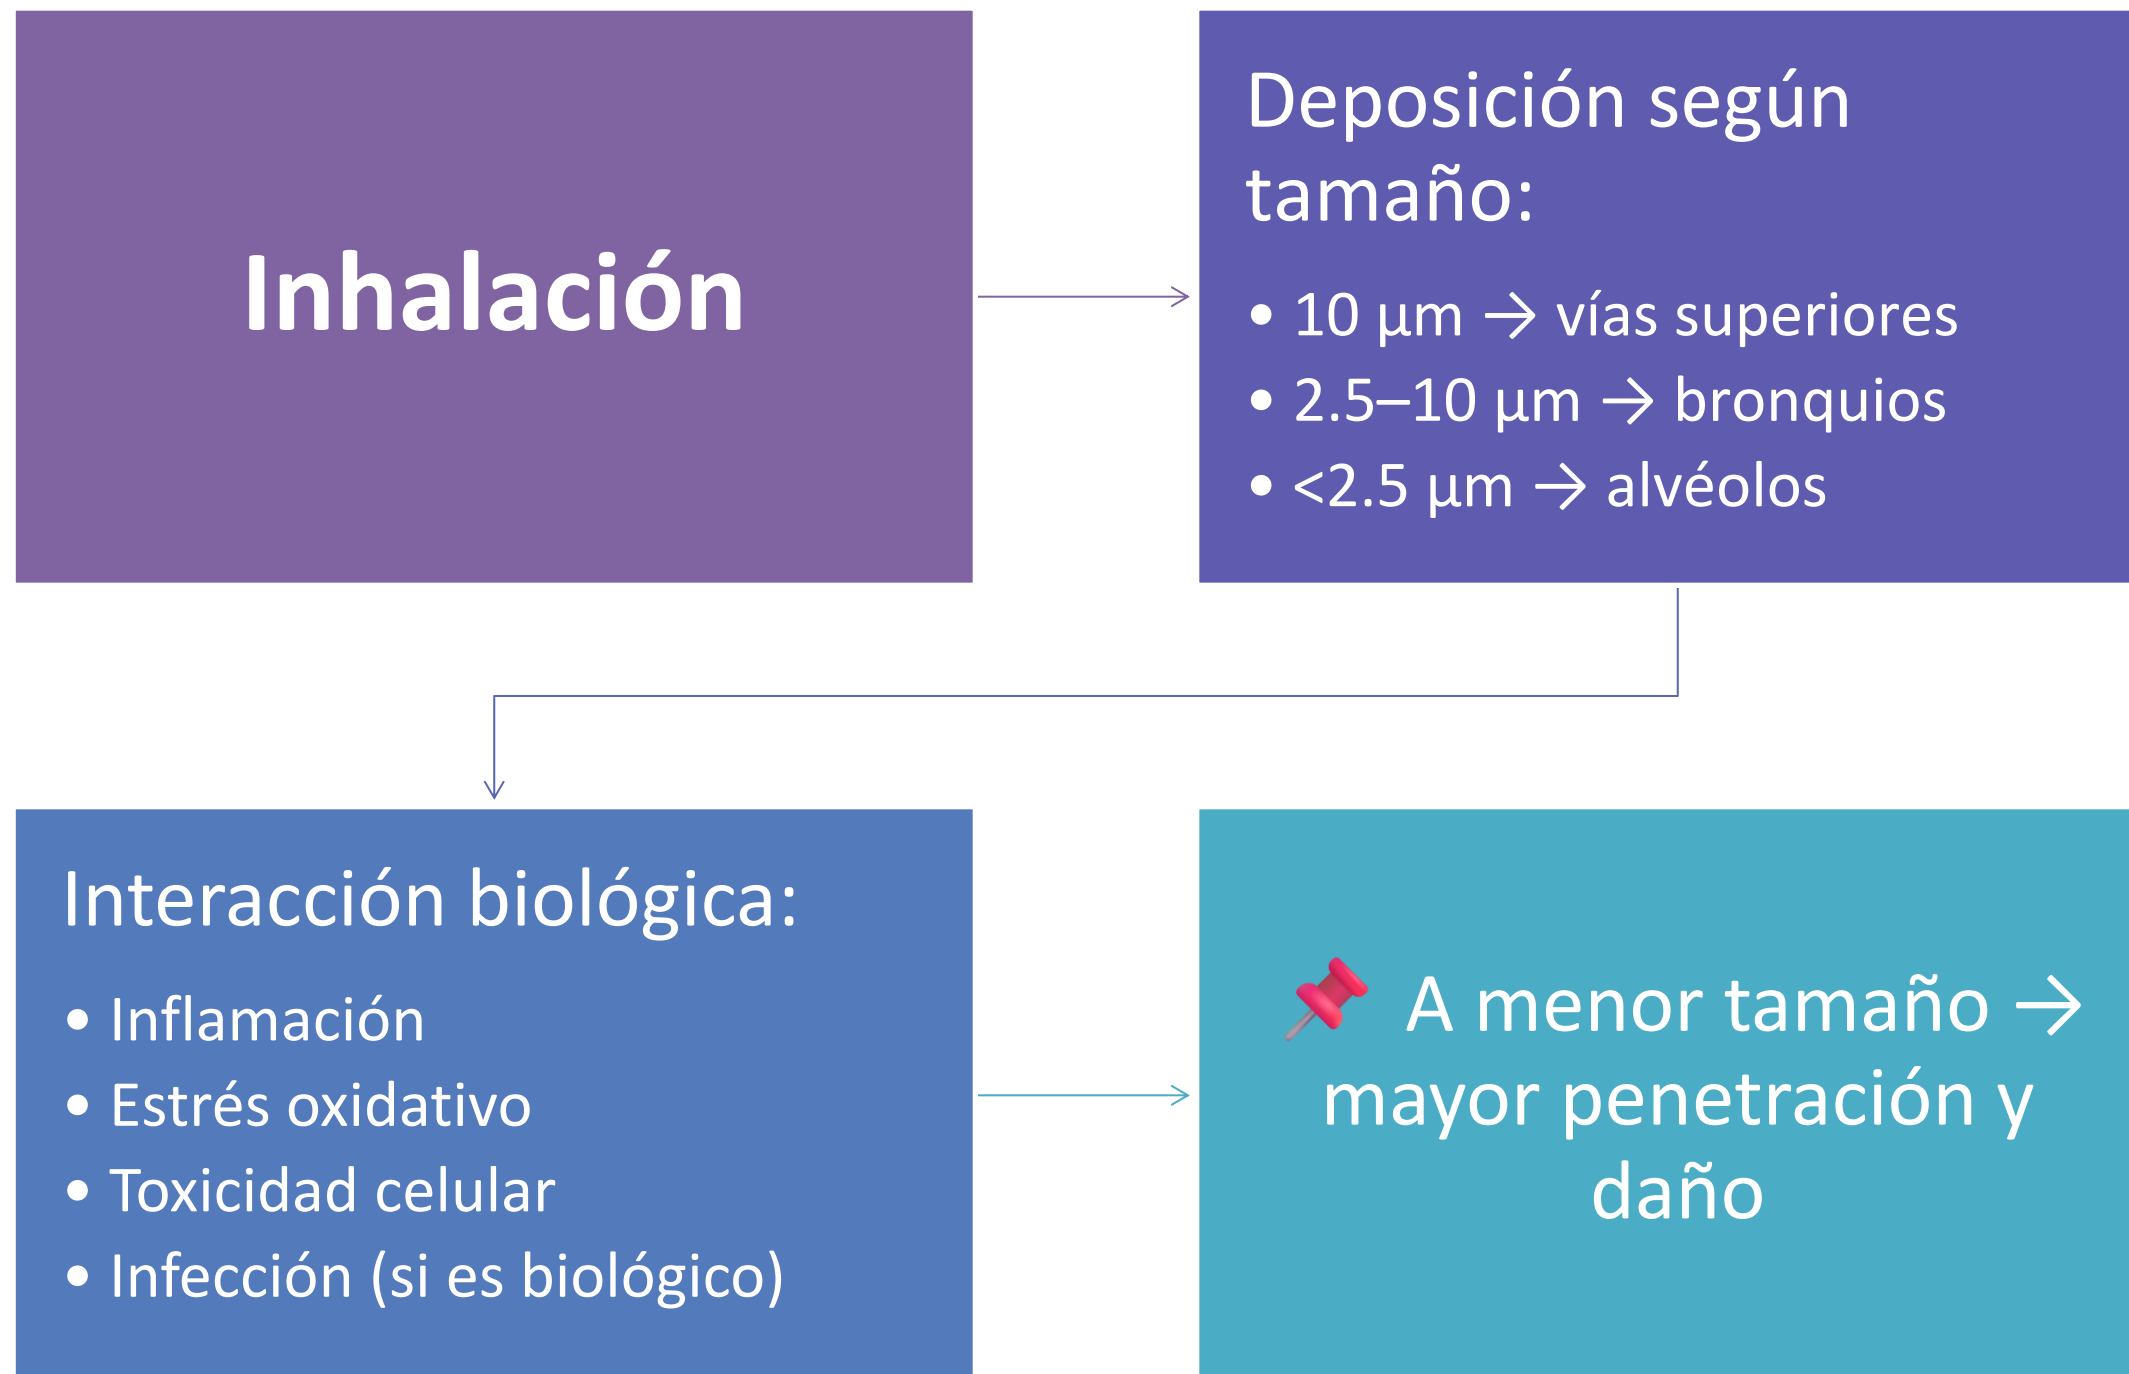 Inhalación
Deposición según
tamaño:
• 10 µm → vías superiores
• 2.5–10 µm → bronquios
• <2.5 µm → alvéolos
Interacción biológica:
• Inflamación
• Estrés oxidativo
• Toxicidad celular
• Infección (si es biológico)
📌 A menor tamaño →
mayor penetración y
daño